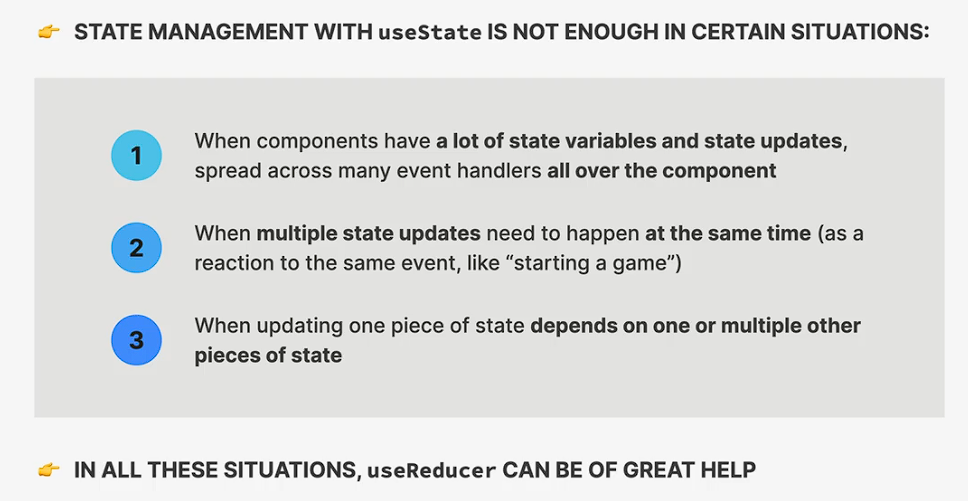 👉 STATE MANAGEMENT WITH useState IS NOT ENOUGH IN CERTAIN SITUATIONS:
1
When components have a lot of state variables and state updates,
spread across many event handlers all over the component
2
When multiple state updates need to happen at the same time (as a
reaction to the same event, like “starting a game”)
3
When updating one piece of state depends on one or multiple other
pieces of state
👉 IN ALL THESE SITUATIONS, useReducer CAN BE OF GREAT HELP